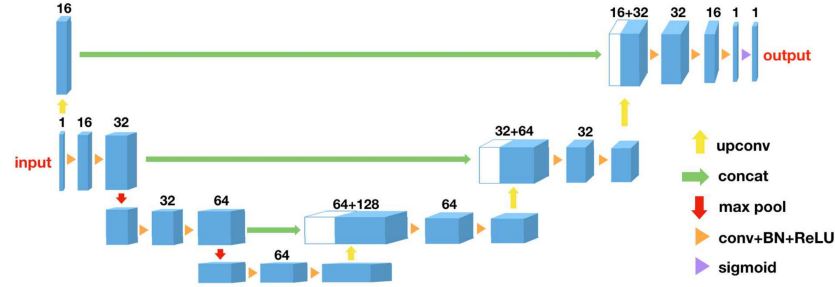 16
16+32 32 16 1 1
output
1 16 32
input
32+64 32
32 64
64+128 64
64
upconv
concat
max pool
conv+BN+ReLU
sigmoid